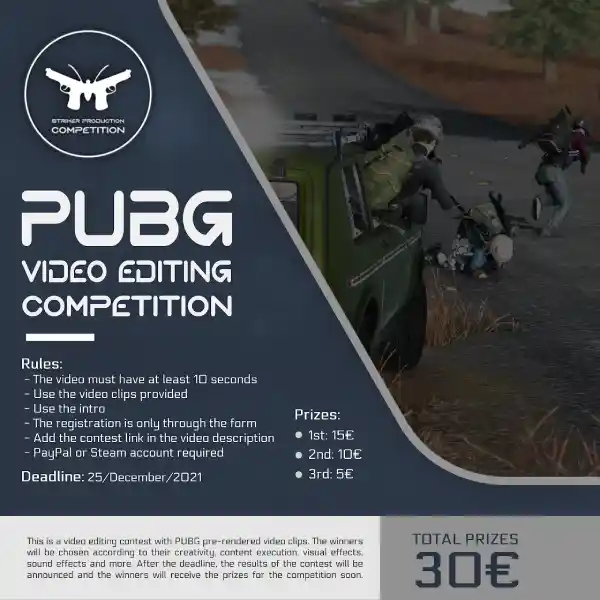 STRIKER PRODUCTION
COMPETITION
PUBG
VIDEO EDITING
COMPETITION
Rules:
- The video must have at least 10 seconds
- Use the video clips provided
- Use the intro
- The registration is only through the form
- Add the contest link in the video description
- PayPal or Steam account required
Deadline: 25/December/2021
Prizes:
• 1st: 15€
• 2nd: 10€
• 3rd: 5€
This is a video editing contest with PUBG pre-rendered video clips. The winners
will be chosen according to their creativity, content execution, visual effects,
sound effects and more. After the deadline, the results of the contest will be
announced and the winners will receive the prizes for the competition soon.
TOTAL PRIZES
30€